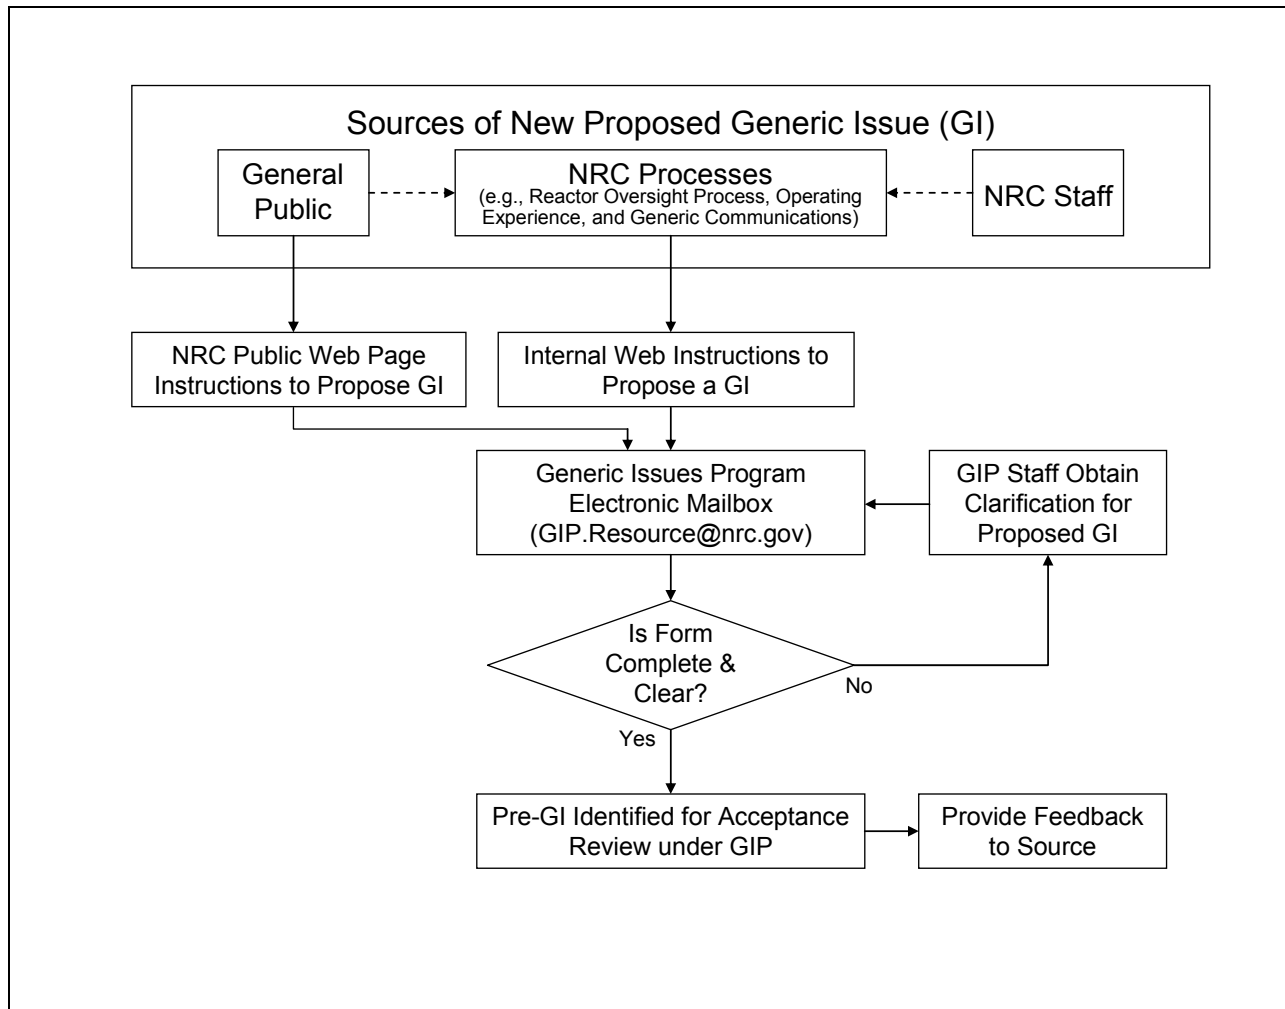 Sources of New Proposed Generic Issue (GI)
General
Public
NRC Processes
(e.g., Reactor Oversight Process, Operating
Experience, and Generic Communications)
NRC Staff
NRC Public Web Page
Instructions to Propose GI
Internal Web Instructions to
Propose a GI
Generic Issues Program
Electronic Mailbox
(GIP.Resource@nrc.gov)
GIP Staff Obtain
Clarification for
Proposed GI
Is Form
Complete &
Clear?
No
Yes
Pre-GI Identified for Acceptance
Review under GIP
Provide Feedback
to Source